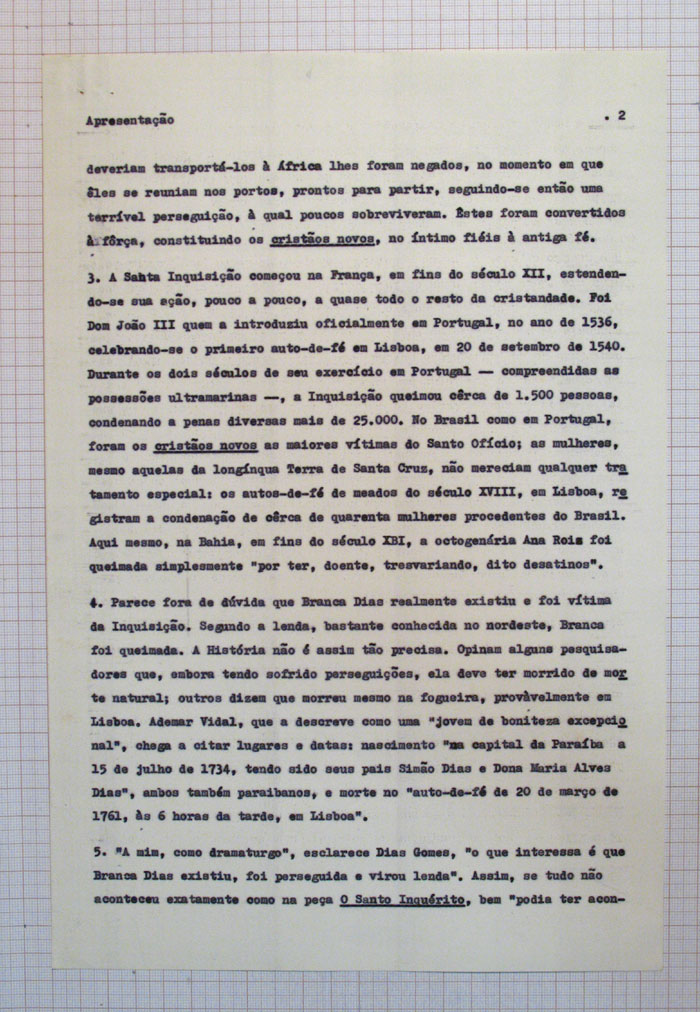 Apresentação
. 2
deveriam transportá-los à África lhes foram negados, no momento em que
êles se reuniam nos portos, prontos para partir, seguindo-se então uma
terrível perseguição, à qual poucos sobreviveram. Êstes foram convertidos
à fôrça, constituindo os cristãos novos, no íntimo fiéis à antiga fé.
3. A Santa Inquisição começou na França, em fins do século XII, estenden-
do-se sua ação, pouco a pouco, a quase todo o resto da cristandade. Foi
Dom João III quem a introduziu oficialmente em Portugal, no ano de 1536,
celebrando-se o primeiro auto-de-fé em Lisboa, em 20 de setembro de 1540.
Durante os dois séculos de seu exercício em Portugal — compreendidas as
possessões ultramarinas —, a Inquisição queimou cêrca de 1.500 pessoas,
condenando a penas diversas mais de 25.000. No Brasil como em Portugal,
foram os cristãos novos as maiores vítimas do Santo Ofício; as mulheres,
mesmo aquelas da longínqua Terra de Santa Cruz, não mereciam qualquer tra
tamento especial: os autos-de-fé de meados do século XVIII, em Lisboa, re
gistram a condenação de cêrca de quarenta mulheres procedentes do Brasil.
Aqui mesmo, na Bahia, em fins do século XBI, a octogenária Ana Rois foi
queimada simplesmente "por ter, doente, tresvariando, dito desatinos".
4. Parece fora de dúvida que Branca Dias realmente existiu e foi vítima
da Inquisição. Segundo a lenda, bastante conhecida no nordeste, Branca
foi queimada. A História não é assim tão precisa. Opinam alguns pesquisa-
dores que, embora tendo sofrido perseguições, ela deve ter morrido de mor
te natural; outros dizem que morreu mesmo na fogueira, provàvelmente em
Lisboa. Ademar Vidal, que a descreve como uma "jovem de boniteza excepcio
nal", chega a citar lugares e datas: nascimento "na capital da Paraíba a
15 de julho de 1734, tendo sido seus pais Simão Dias e Dona Maria Alves
Dias", ambos também paraibanos, e morte no "auto-de-fé de 20 de março de
1761, às 6 horas da tarde, em Lisboa".
5. "A mim, como dramaturgo", esclarece Dias Gomes, "o que interessa é que
Branca Dias existiu, foi perseguida e virou lenda". Assim, se tudo não
aconteceu exatamente como na peça O Santo Inquérito, bem "podia ter acon-